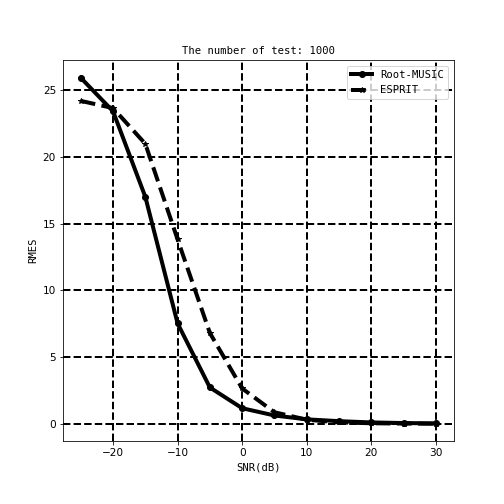 The number of test: 1000
Root-MUSIC
ESPRIT
25
20
15
10
5
0
RMES
−20
−10
0
10
20
30
SNR(dB)